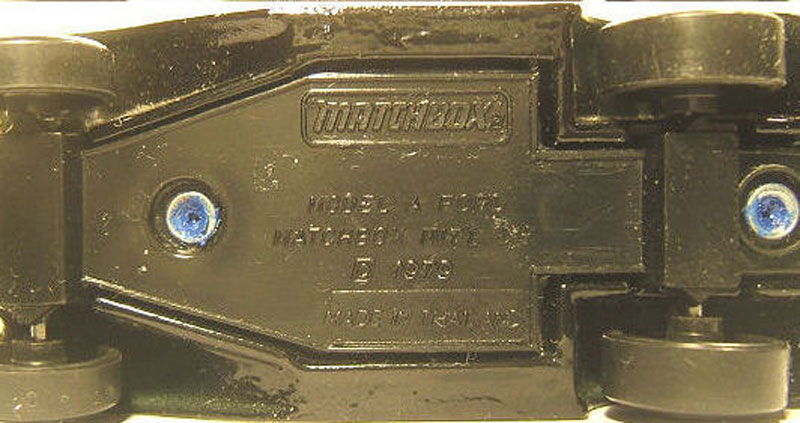 MATCHBOX
MODEL A FORD
MATCHBOX INT'L
© 1979
MADE IN THAILAND